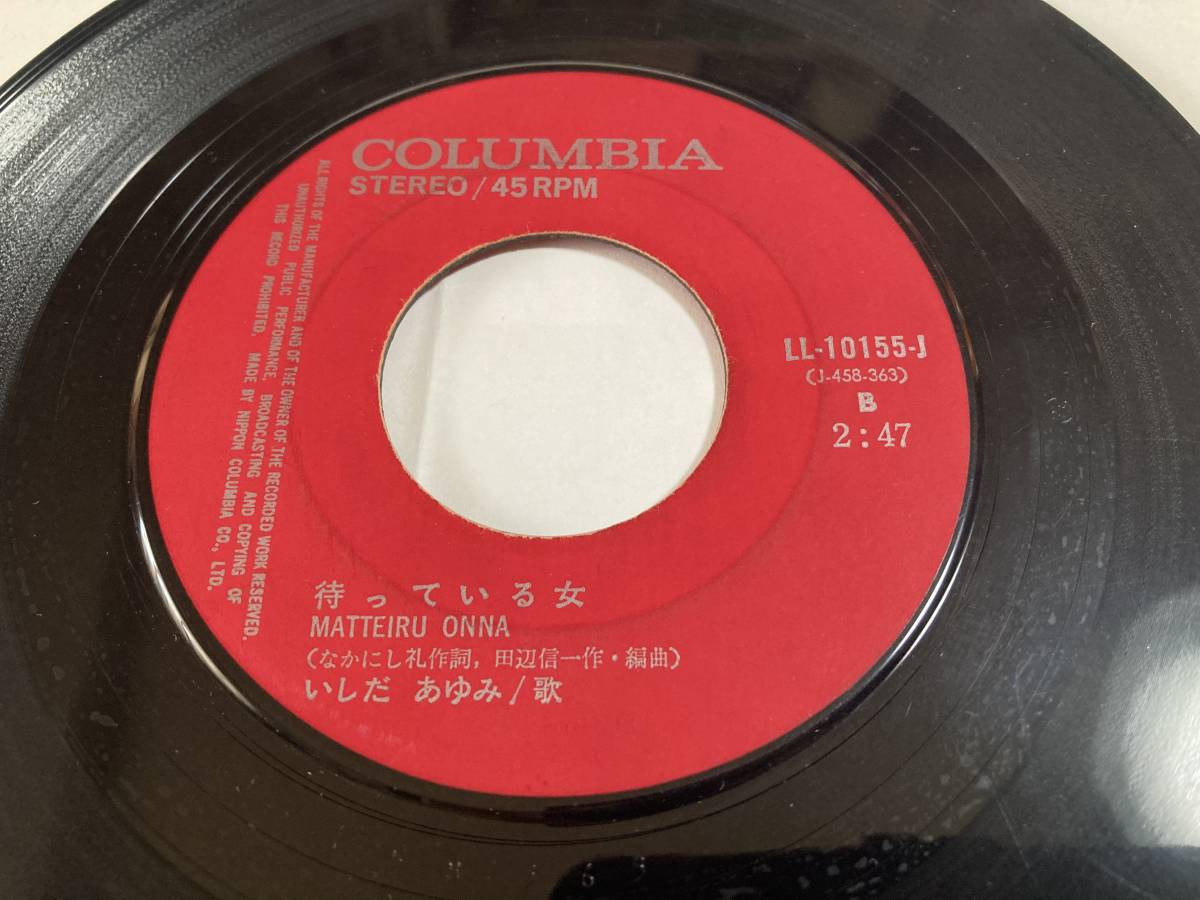 COLUMBIA
STEREO/45RPM
ALL RIGHTS OF THE MANUFACTURER AND OF THE OWNER OF THE RECORDED WORK RESERVED.
UNAUTHORIZED PUBLIC PERFORMANCE, BROADCASTING AND COPYING OF
THIS RECORD PROHIBITED. MADE BY NIPPON COLUMBIA CO., LTD.
LL-10155-J
(J-458-363)
B
2:47
待っている女
MATTEIRU ONNA
(なかにし礼作詞, 田辺信一作・編曲)
いしだ あゆみ/歌